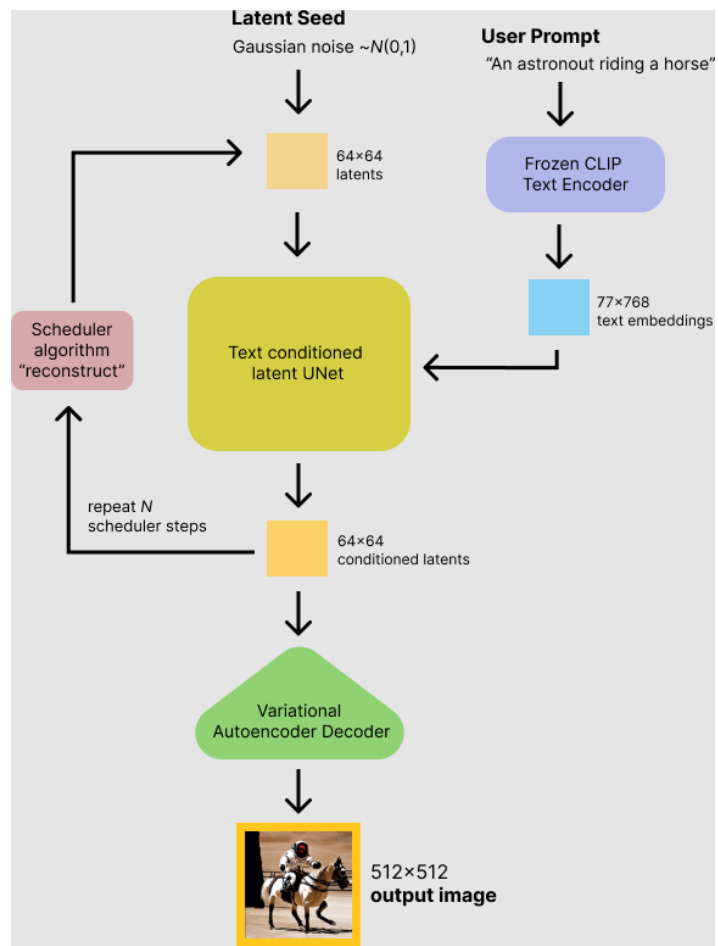 Latent Seed
Gaussian noise ~N(0,1)
User Prompt
“An astronout riding a horse”
64×64
latents
Frozen CLIP
Text Encoder
77×768
text embeddings
Scheduler
algorithm
“reconstruct”
Text conditioned
latent UNet
repeat N
scheduler steps
64×64
conditioned latents
Variational
Autoencoder Decoder
512×512
output image